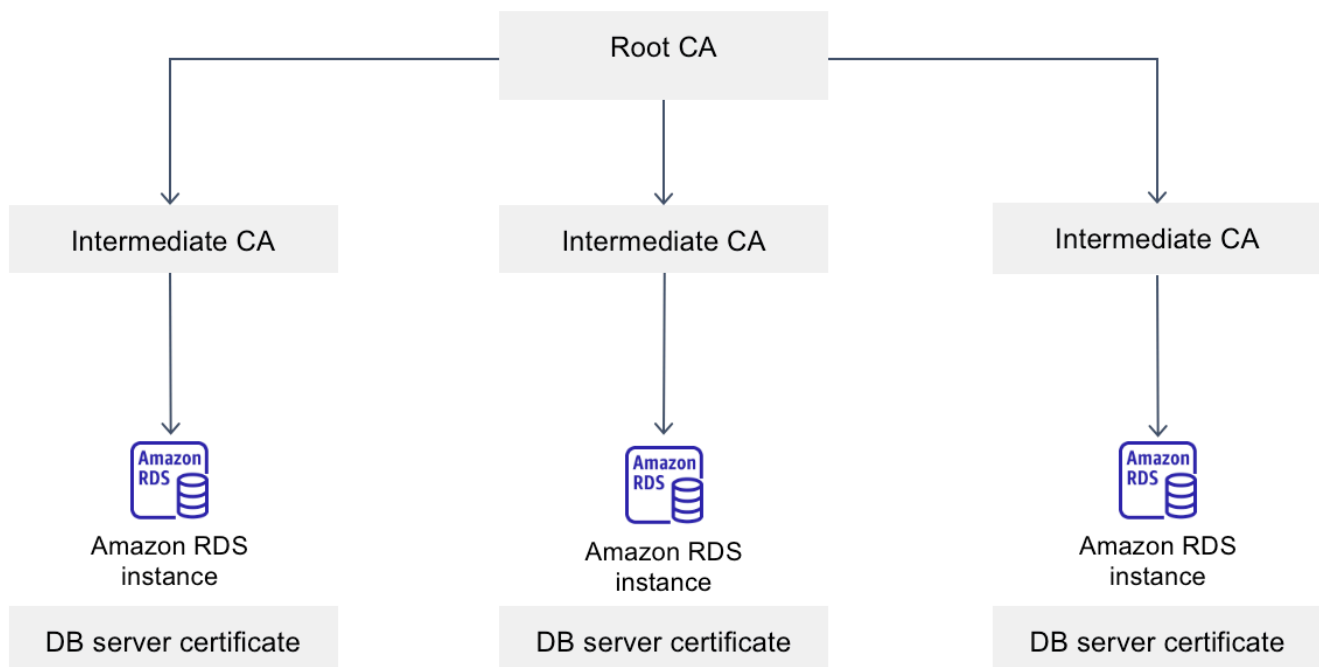 Root CA
Intermediate CA
Intermediate CA
Intermediate CA
Amazon
RDS
Amazon RDS
instance
Amazon
RDS
Amazon RDS
instance
Amazon
RDS
Amazon RDS
instance
DB server certificate
DB server certificate
DB server certificate